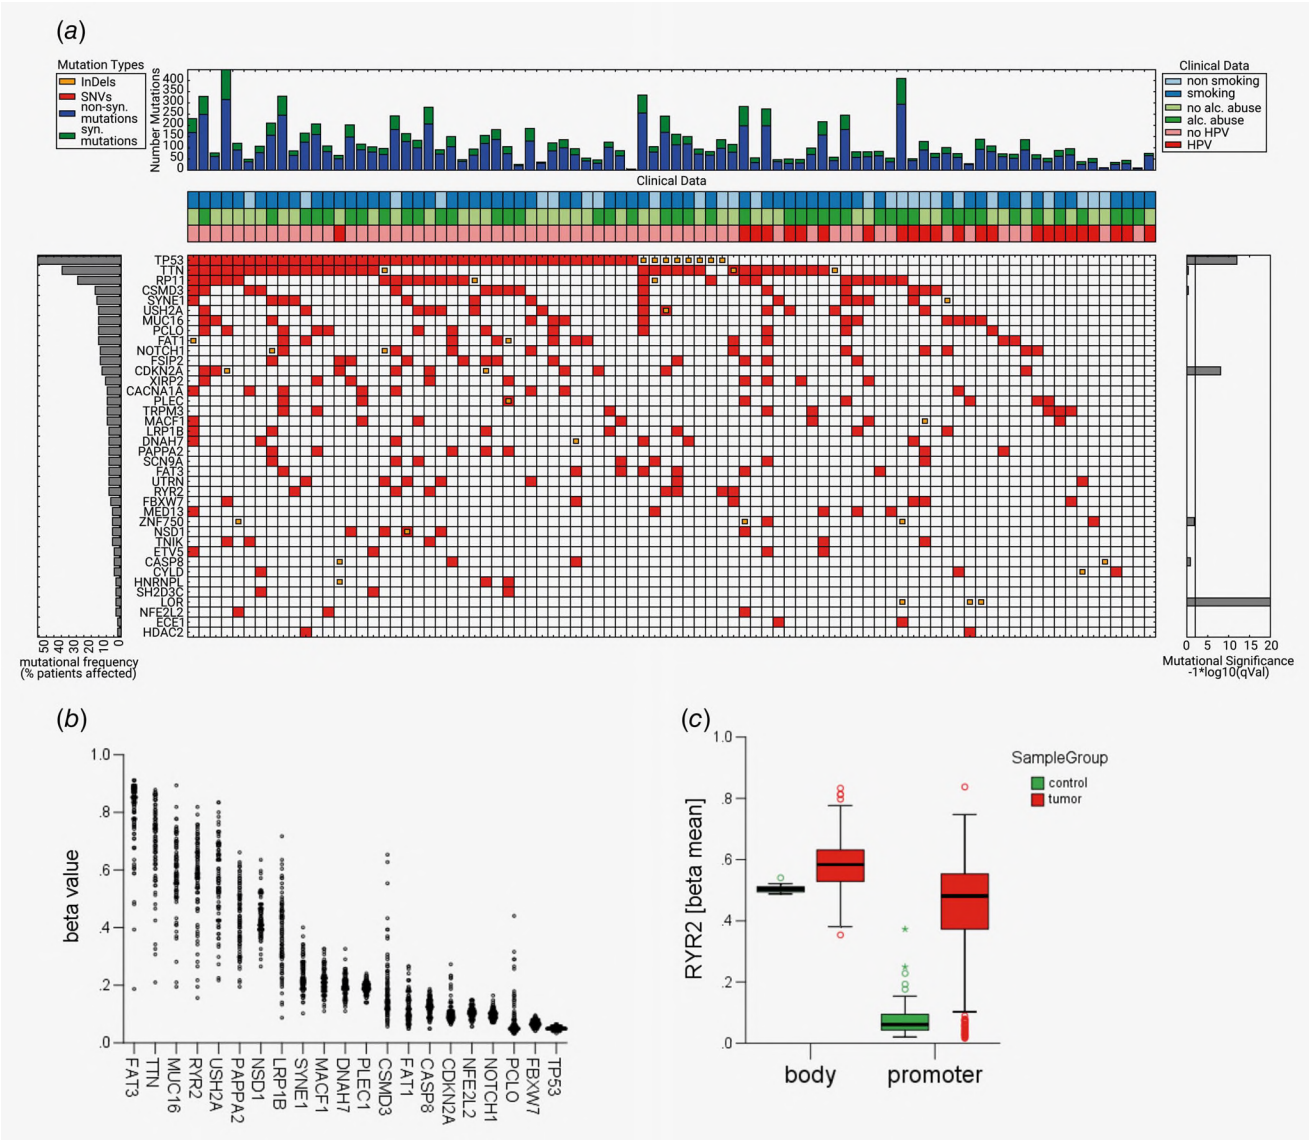 (a)
Mutation Types
InDels
SNVs
non-syn.
mutations
syn.
mutations
Number Mutations
400
350
300
250
200
150
100
50
0
Clinical Data
non smoking
smoking
no alc. abuse
alc. abuse
no HPV
HPV
Clinical Data
TP53
TTN
RP11
CSMD3
SYNE1
USH2A
MUC16
PCLO
FAT1
NOTCH1
FSIP2
CDKN2A
XIRP2
CACNA1A
PLEC
TRPM3
MACF1
LRP1B
DNAH7
PAPPA2
SCN9A
FAT3
UTRN
RYR2
FBXW7
MED13
ZNF750
NSD1
TNIK
ETV5
CASP8
CYLD
HNRNPL
SH2D3C
LOR
NFE2L2
ECE1
HDAC2
50 40 30 20 10 0
mutational frequency
(% patients affected)
0 5 10 15 20
Mutational Significance
-1*log10(qVal)
(b)
beta value
1.0
.8
.6
.4
.2
.0
FAT3 TTN MUC16 RYR2 USH2A PAPPA2 NSD1 LRP1B SYNE1 MACF1 DNAH7 PLEC1 CSMD3 FAT1 CASP8 CDKN2A NFE2L2 NOTCH1 PCLO FBXW7 TP53
(c)
RYR2 [beta mean]
1.0
.8
.6
.4
.2
.0
body promoter
SampleGroup
control
tumor